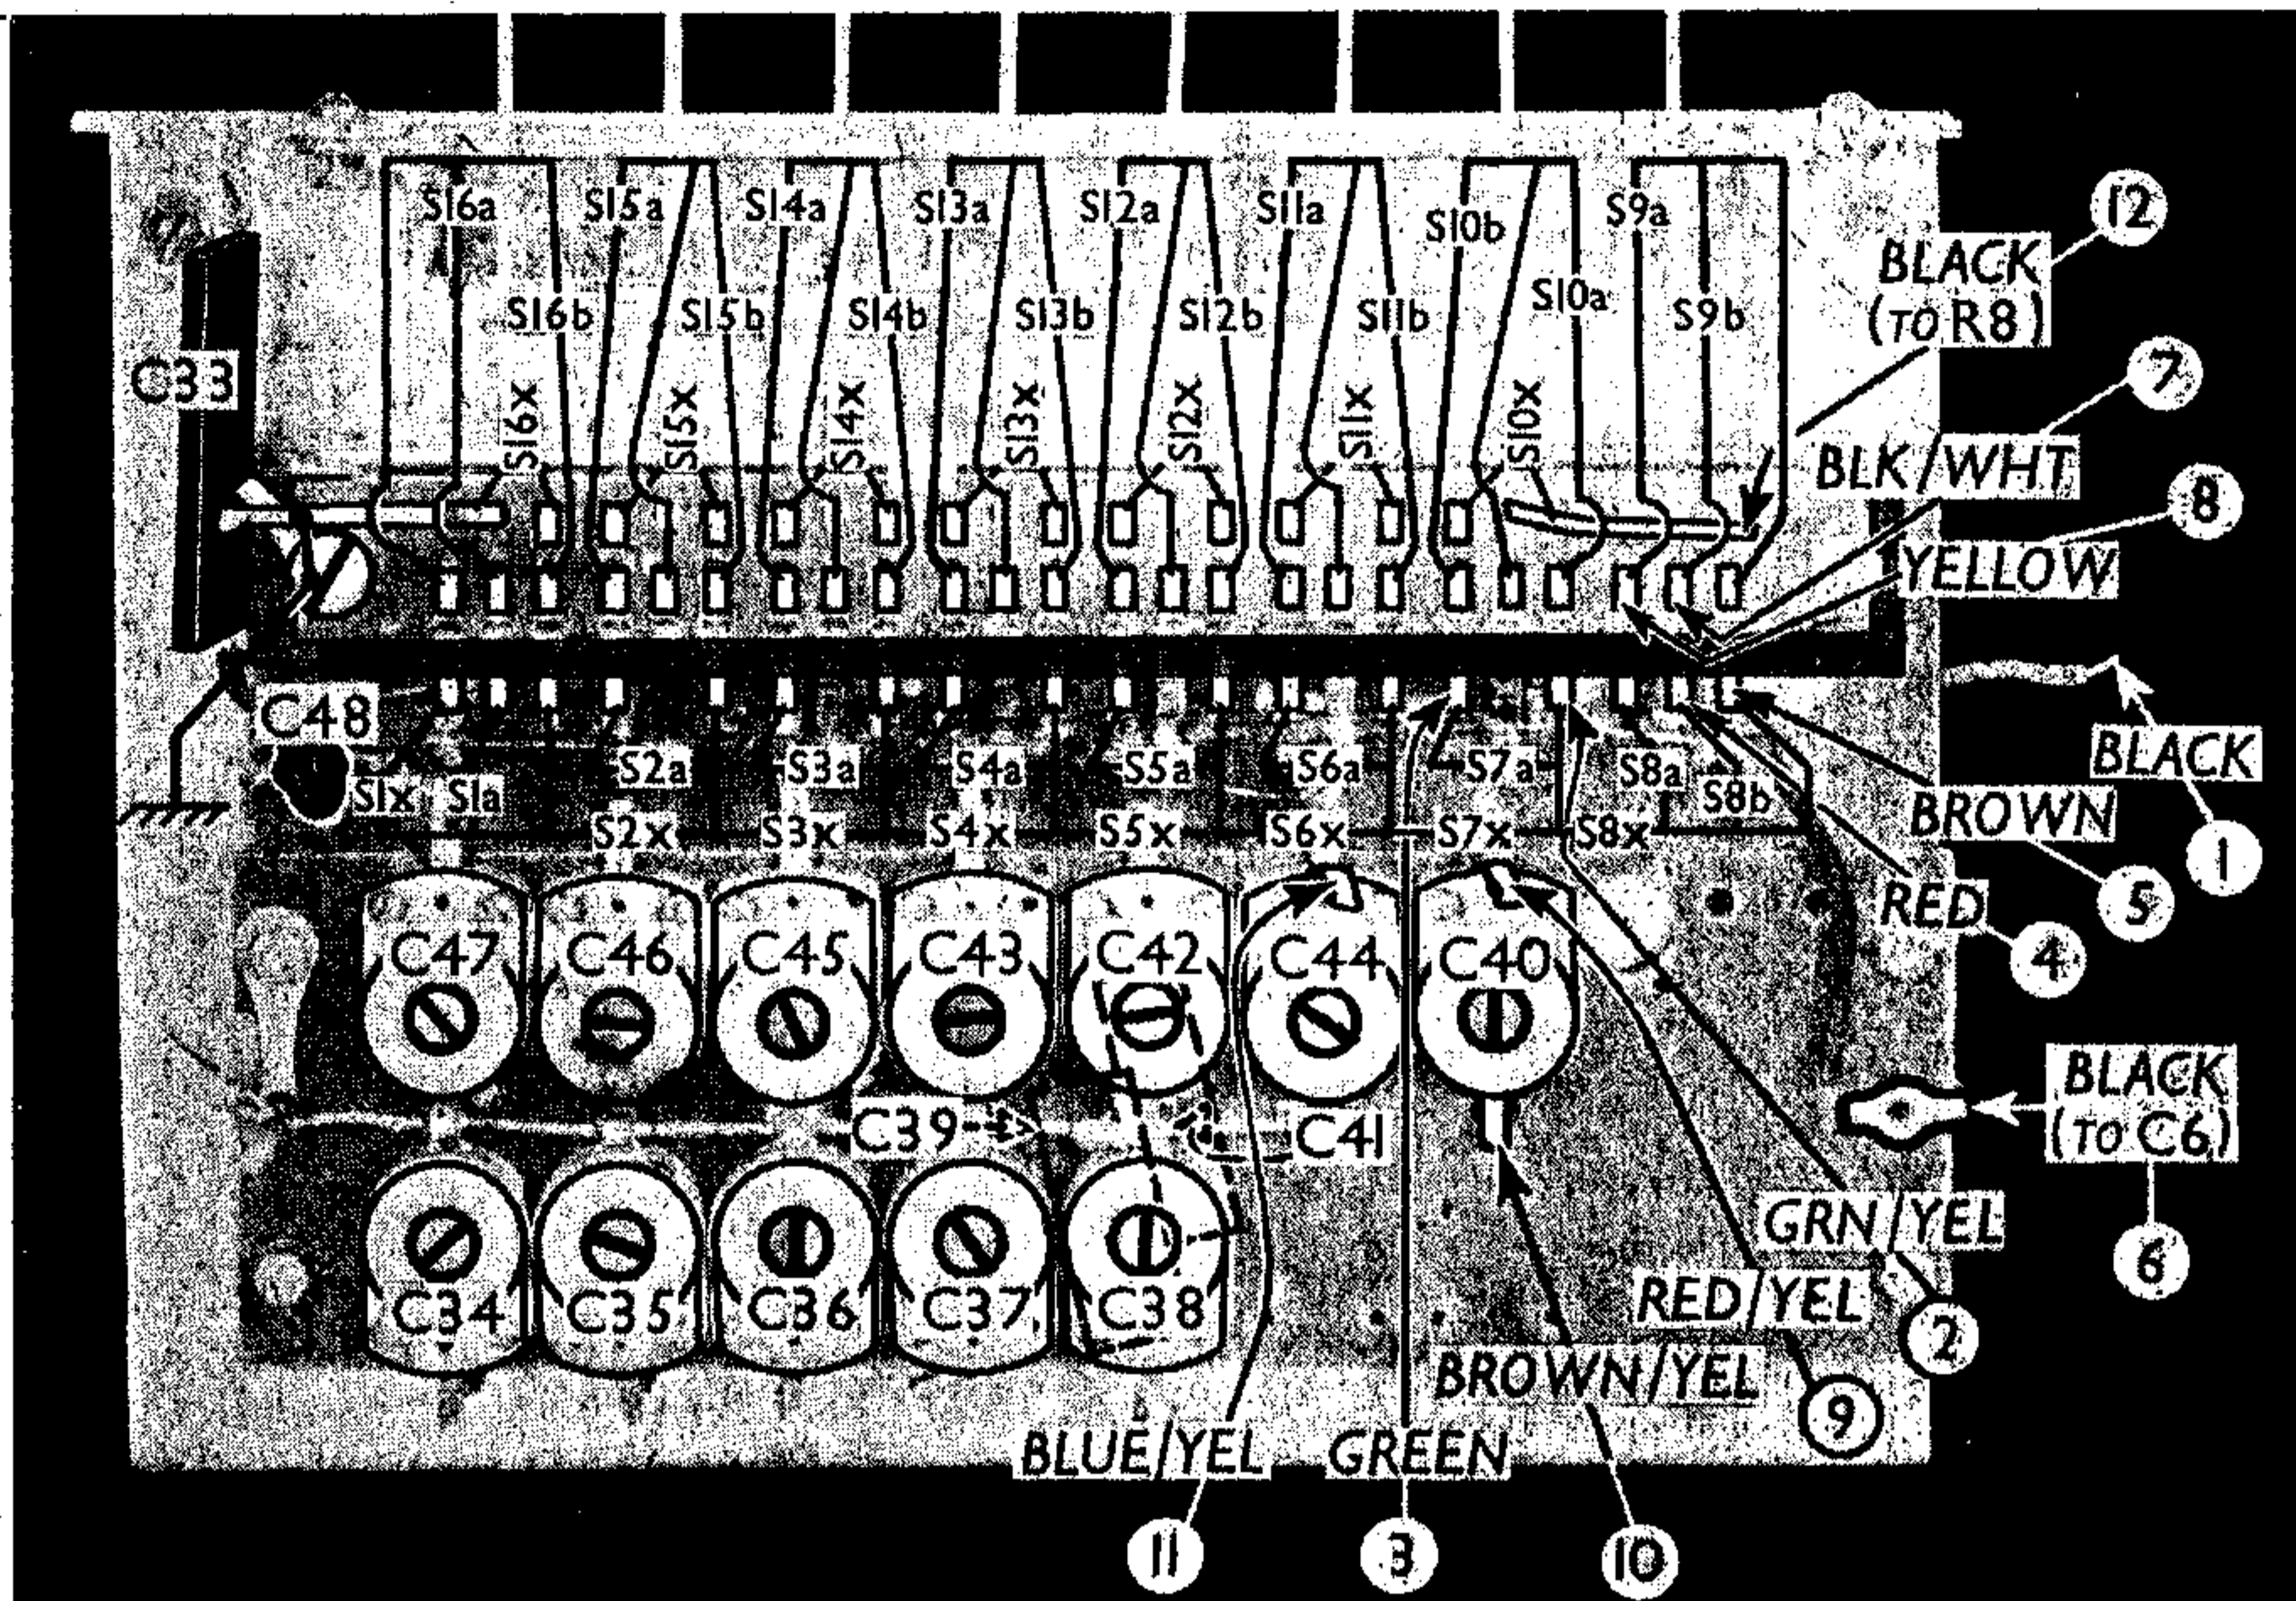 S16a S15a S14a S13a S12a S11a S10b S9a 12
BLACK
(TO R8)
S16b S15b S14b S13b S12b S11b S10a S9b
C33 7
S16x S15x S14x S13x S12x S11x S10x
BLK/WHT
8
YELLOW
C48
BLACK
S1x S1a S2a S3a S4a S5a S6a S7a S8a S8b
BROWN
S2x S3x S4x S5x S6x S7x S8x
1
RED
5
C47 C46 C45 C43 C42 C44 C40
4
BLACK
(TO C6)
C39 C41
GRN/YEL
6
C34 C35 C36 C37 C38
RED/YEL
2
BROWN/YEL
9
BLUE/YEL GREEN
11 3 10